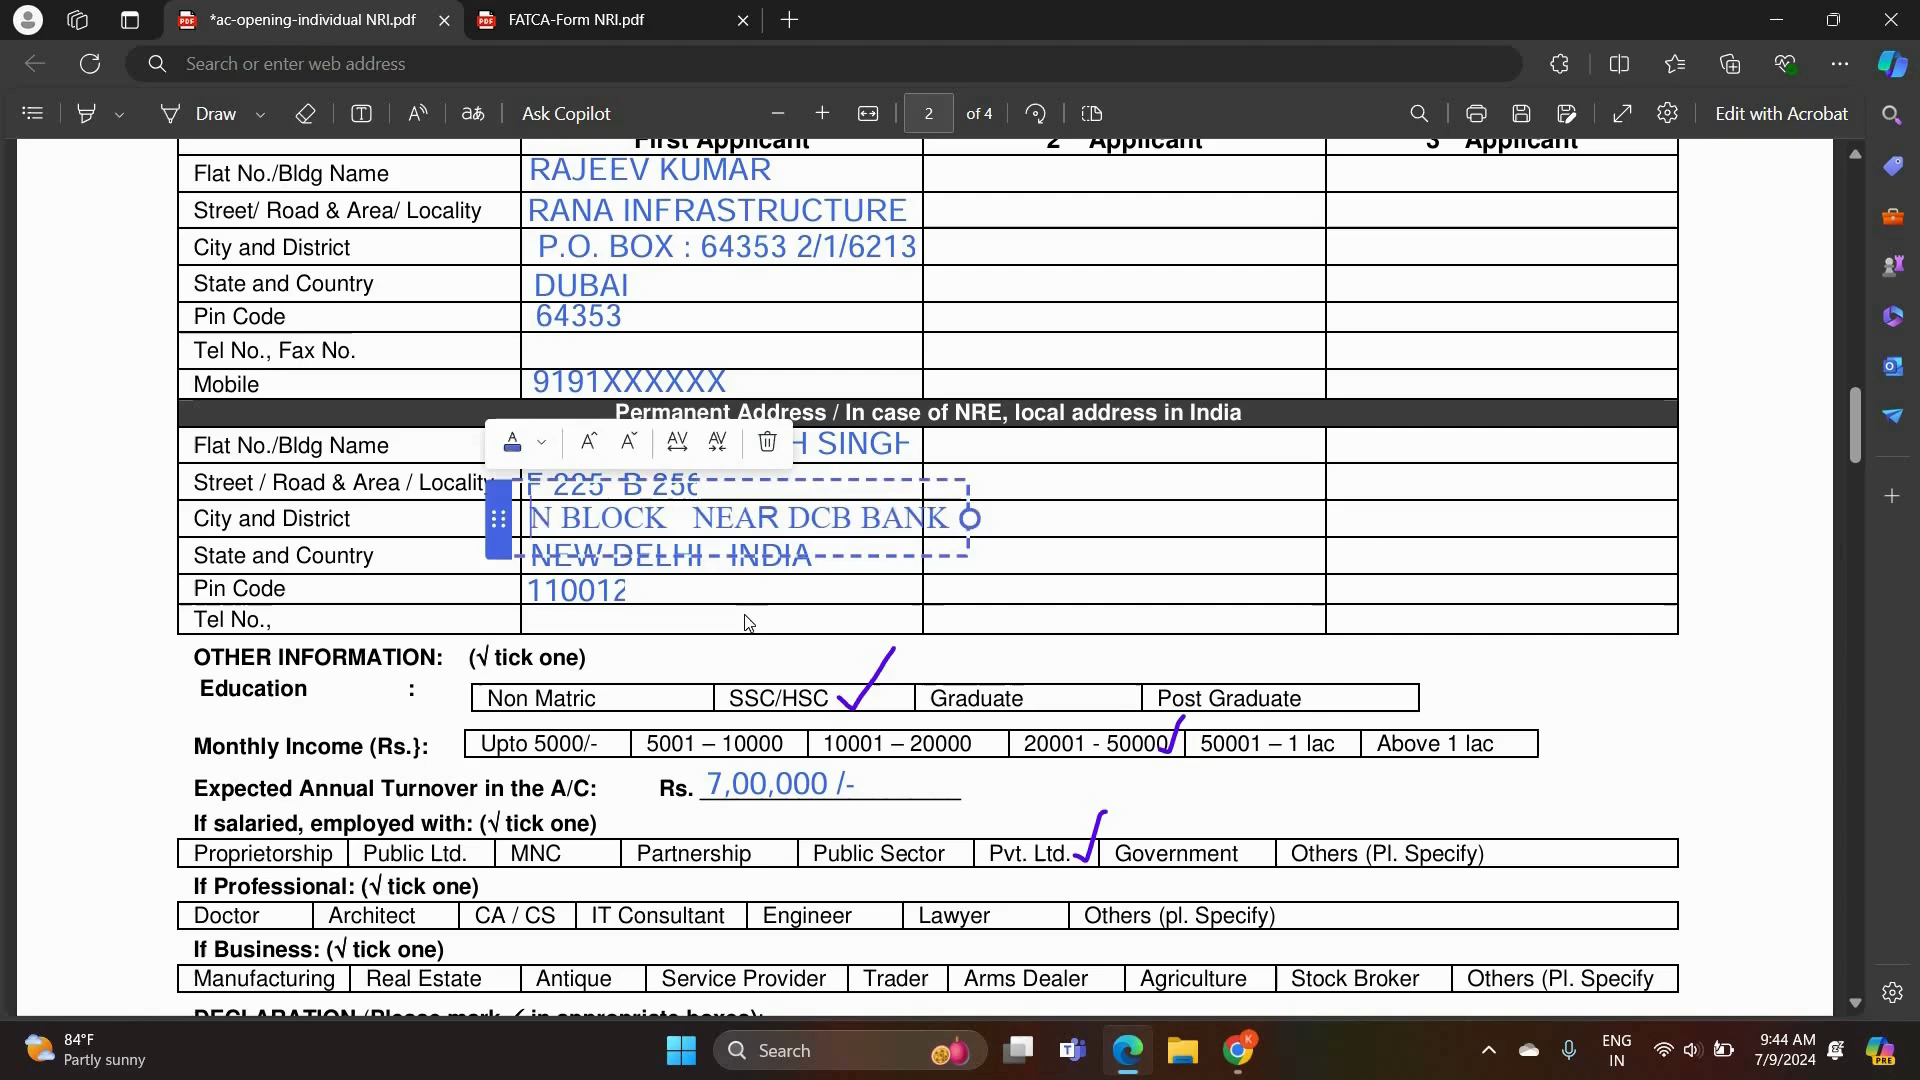 *ac-opening-individual NRI.pdf
FATCA-Form NRI.pdf
Search or enter web address
Draw
aあ
Ask Copilot
2 of 4
Edit with Acrobat
First Applicant Applicant Applicant
Flat No./Bldg Name RAJEEV KUMAR
Street/ Road & Area/ Locality RANA INFRASTRUCTURE
City and District P.O. BOX : 64353 2/1/6213
State and Country DUBAI
Pin Code 64353
Tel No., Fax No.
Mobile 9191XXXXXX
Permanent Address / In case of NRE, local address in India
Flat No./Bldg Name H SINGH
Street / Road & Area / Locality F 225 B 256
City and District N BLOCK NEAR DCB BANK
State and Country NEW DELHI INDIA
Pin Code 110012
Tel No.,
OTHER INFORMATION: (√ tick one)
Education : Non Matric SSC/HSC Graduate Post Graduate
Monthly Income (Rs.}: Upto 5000/- 5001 – 10000 10001 – 20000 20001 - 50000 50001 – 1 lac Above 1 lac
Expected Annual Turnover in the A/C: Rs. 7,00,000 /-
If salaried, employed with: (√ tick one)
Proprietorship Public Ltd. MNC Partnership Public Sector Pvt. Ltd. Government Others (Pl. Specify)
If Professional: (√ tick one)
Doctor Architect CA / CS IT Consultant Engineer Lawyer Others (pl. Specify)
If Business: (√ tick one)
Manufacturing Real Estate Antique Service Provider Trader Arms Dealer Agriculture Stock Broker Others (Pl. Specify
DECLARATION (Please mark ✓ in appropriate boxes):
84°F
Partly sunny
Search
ENG
IN
9:44 AM
7/9/2024